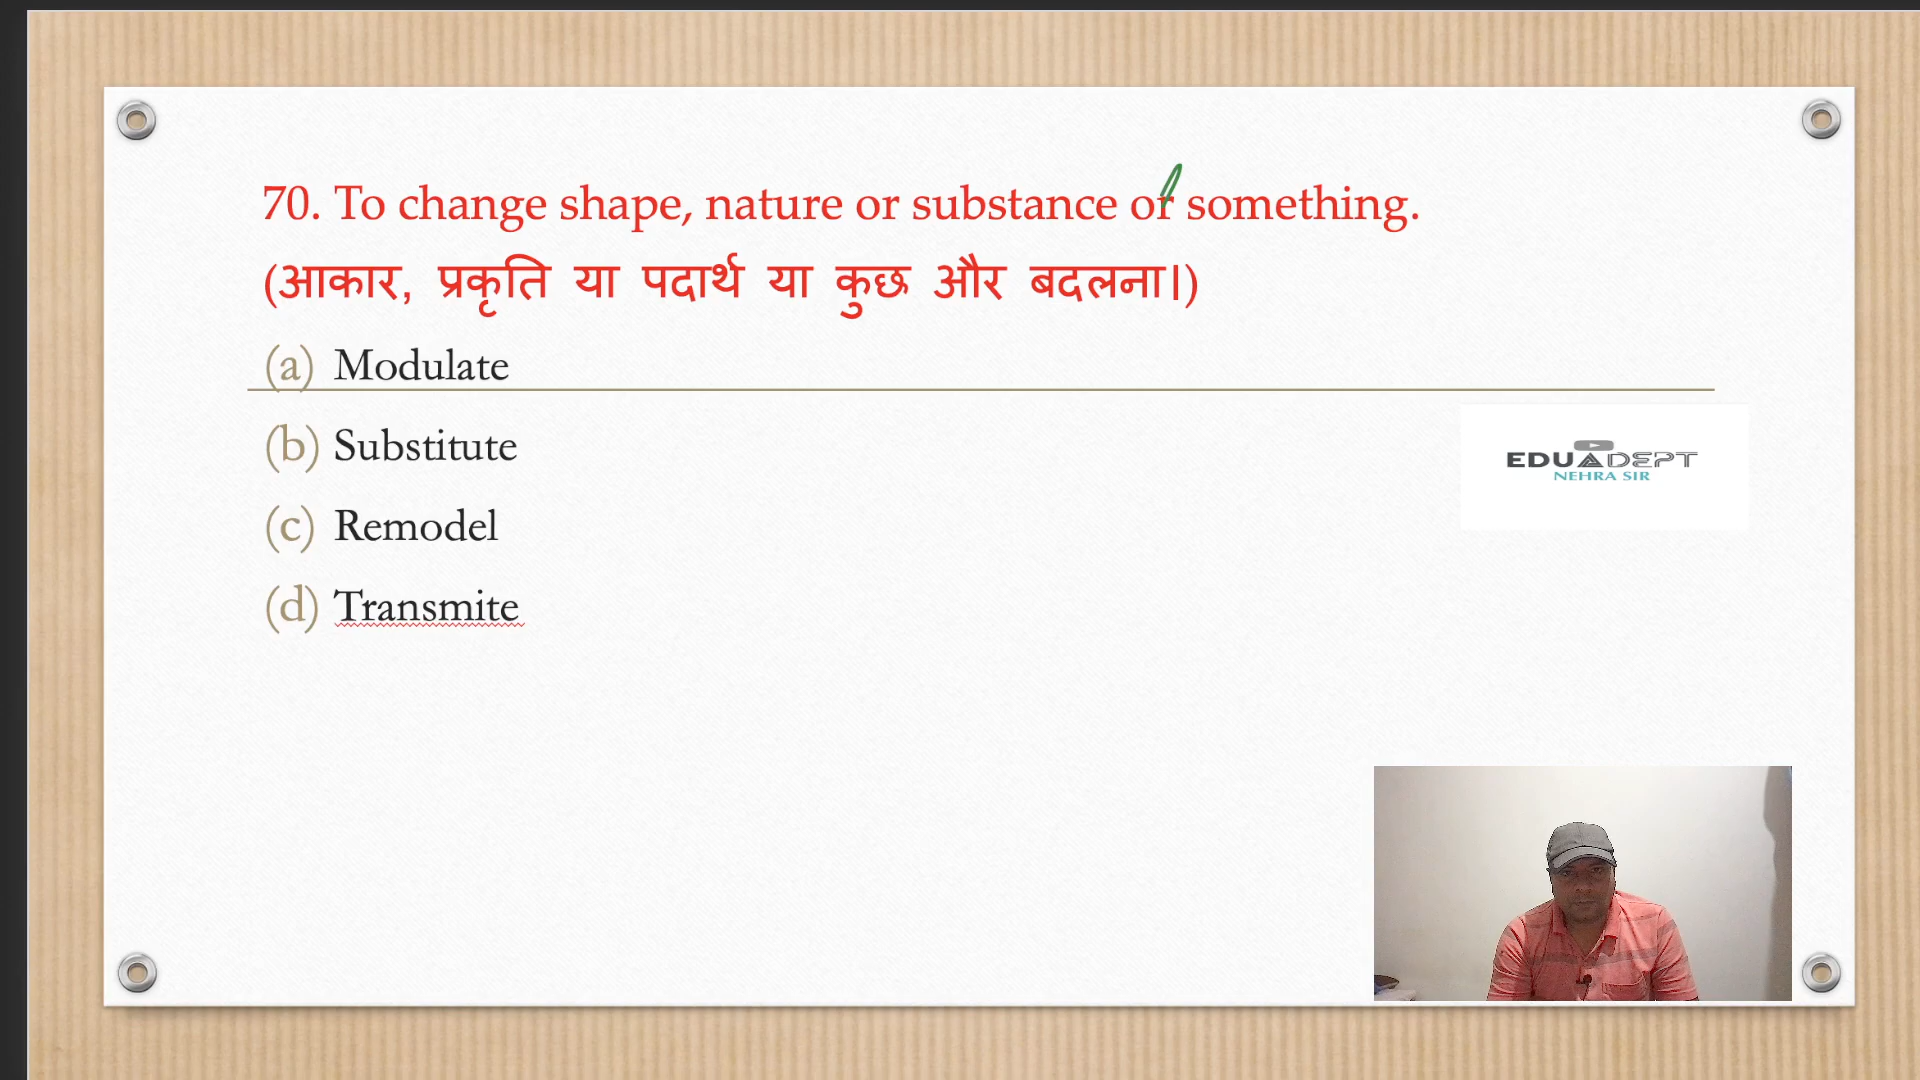 70. To change shape, nature or substance or something.
(आकार, प्रकृति या पदार्थ या कुछ और बदलना।)
(a) Modulate
(b) Substitute
(c) Remodel
(d) Transmite
EDUADEPT
NEHRA SIR